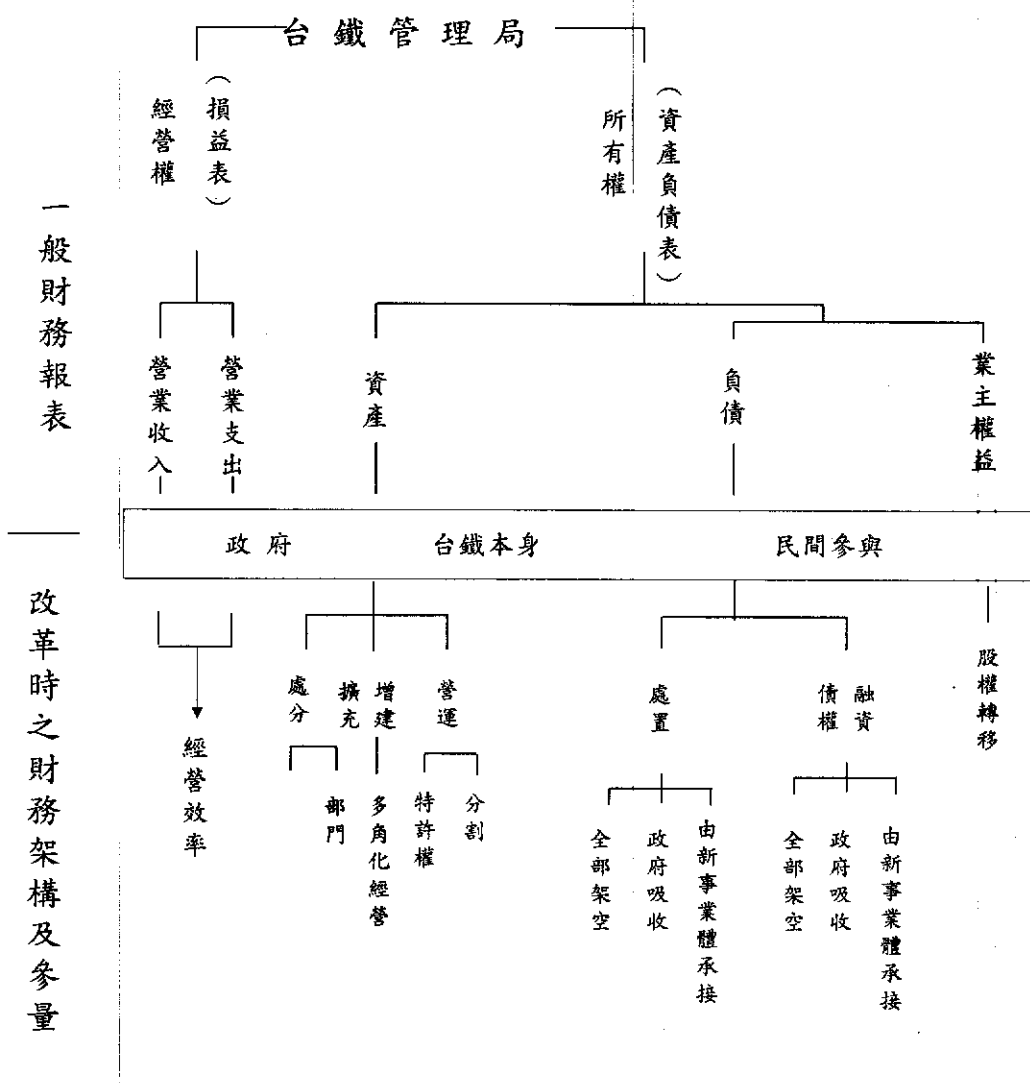 台鐵管理局
經營權
(損益表)
所有權
(資產負債表)
一般財務報表
營業收入
營業支出
資產
負債
業主權益
政府
台鐵本身
民間參與
改革時之財務架構及參量
經營效率
處分
擴充
增建
營運
部門
多角化經營
特許權
分割
處置
債權
融資
股權轉移
全部架空
政府吸收
由新事業體承接
全部架空
政府吸收
由新事業體承接